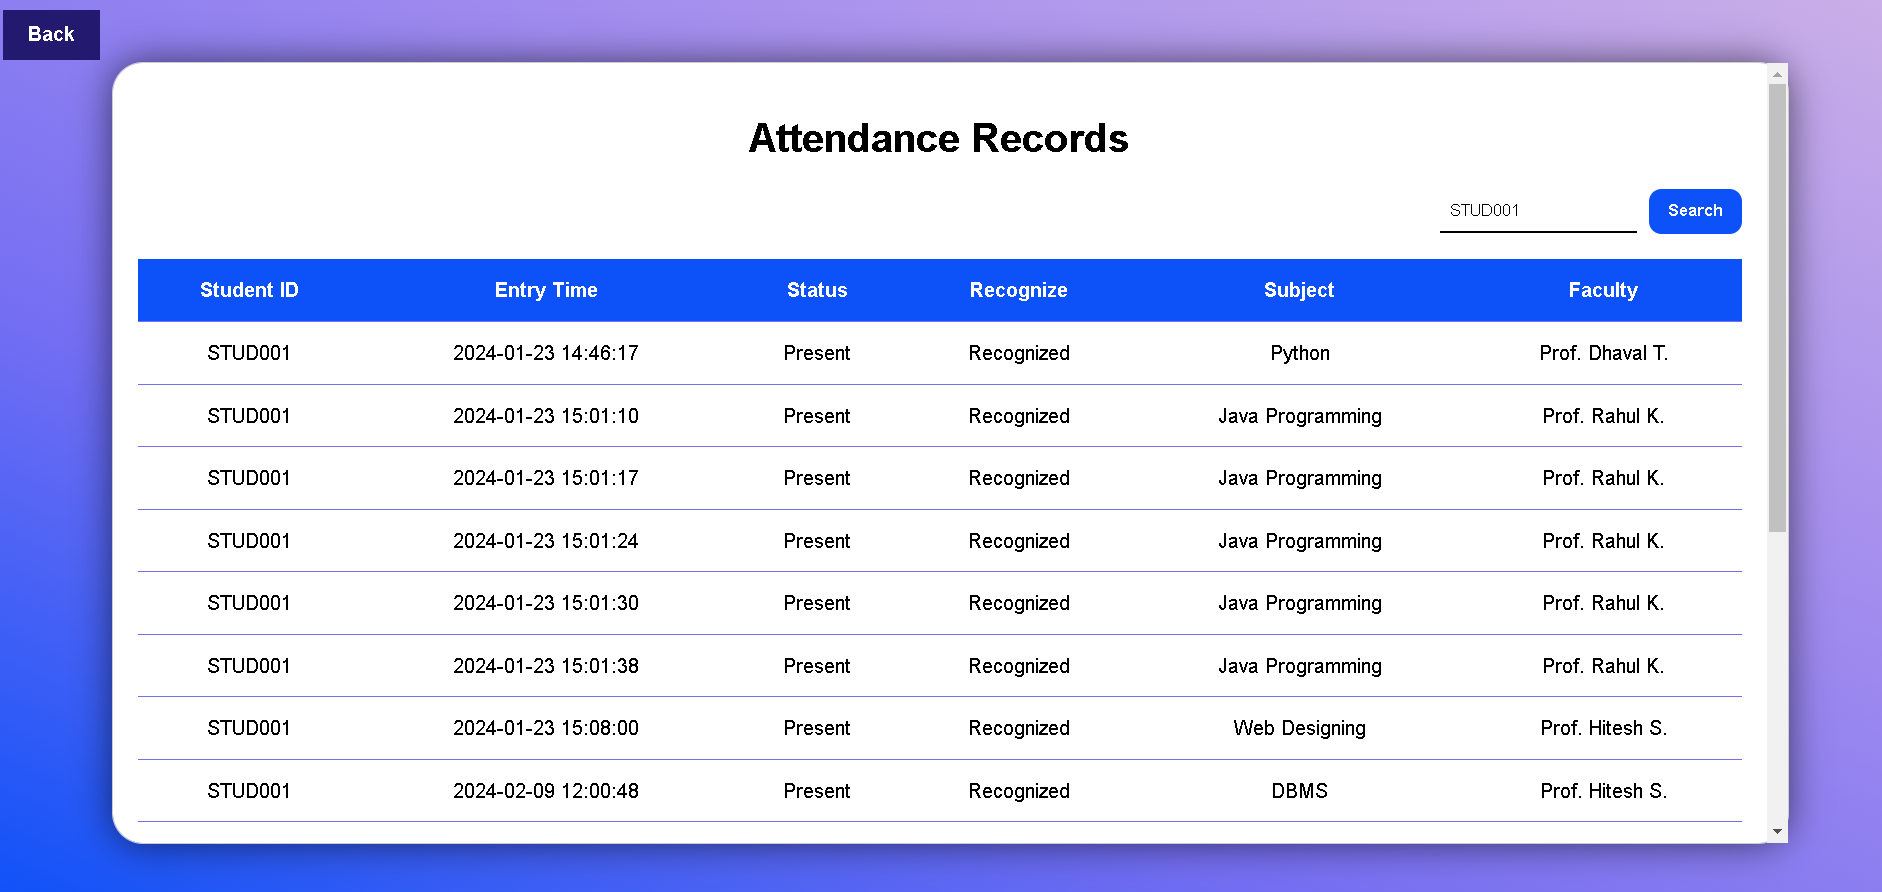 Back
Attendance Records
STUD001 Search
Student ID Entry Time Status Recognize Subject Faculty
STUD001 2024-01-23 14:46:17 Present Recognized Python Prof. Dhaval T.
STUD001 2024-01-23 15:01:10 Present Recognized Java Programming Prof. Rahul K.
STUD001 2024-01-23 15:01:17 Present Recognized Java Programming Prof. Rahul K.
STUD001 2024-01-23 15:01:24 Present Recognized Java Programming Prof. Rahul K.
STUD001 2024-01-23 15:01:30 Present Recognized Java Programming Prof. Rahul K.
STUD001 2024-01-23 15:01:38 Present Recognized Java Programming Prof. Rahul K.
STUD001 2024-01-23 15:08:00 Present Recognized Web Designing Prof. Hitesh S.
STUD001 2024-02-09 12:00:48 Present Recognized DBMS Prof. Hitesh S.